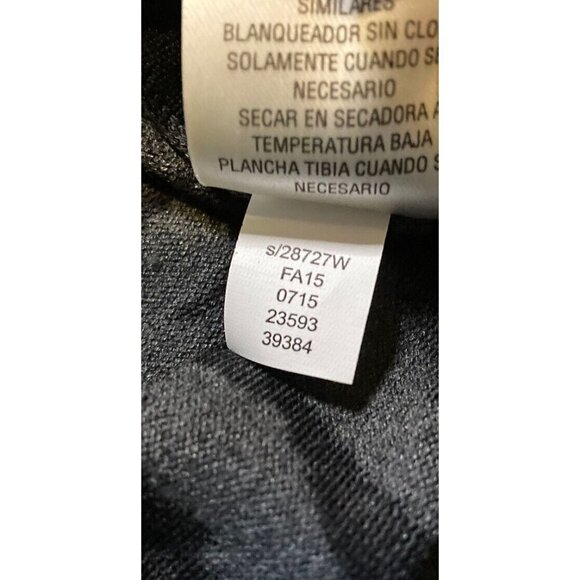 SIMILARES
BLANQUEADOR SIN CLO
SOLAMENTE CUANDO S
NECESARIO
SECAR EN SECADORA A
TEMPERATURA BAJA
PLANCHA TIBIA CUANDO S
NECESARIO
s/28727W
FA15
0715
23593
39384